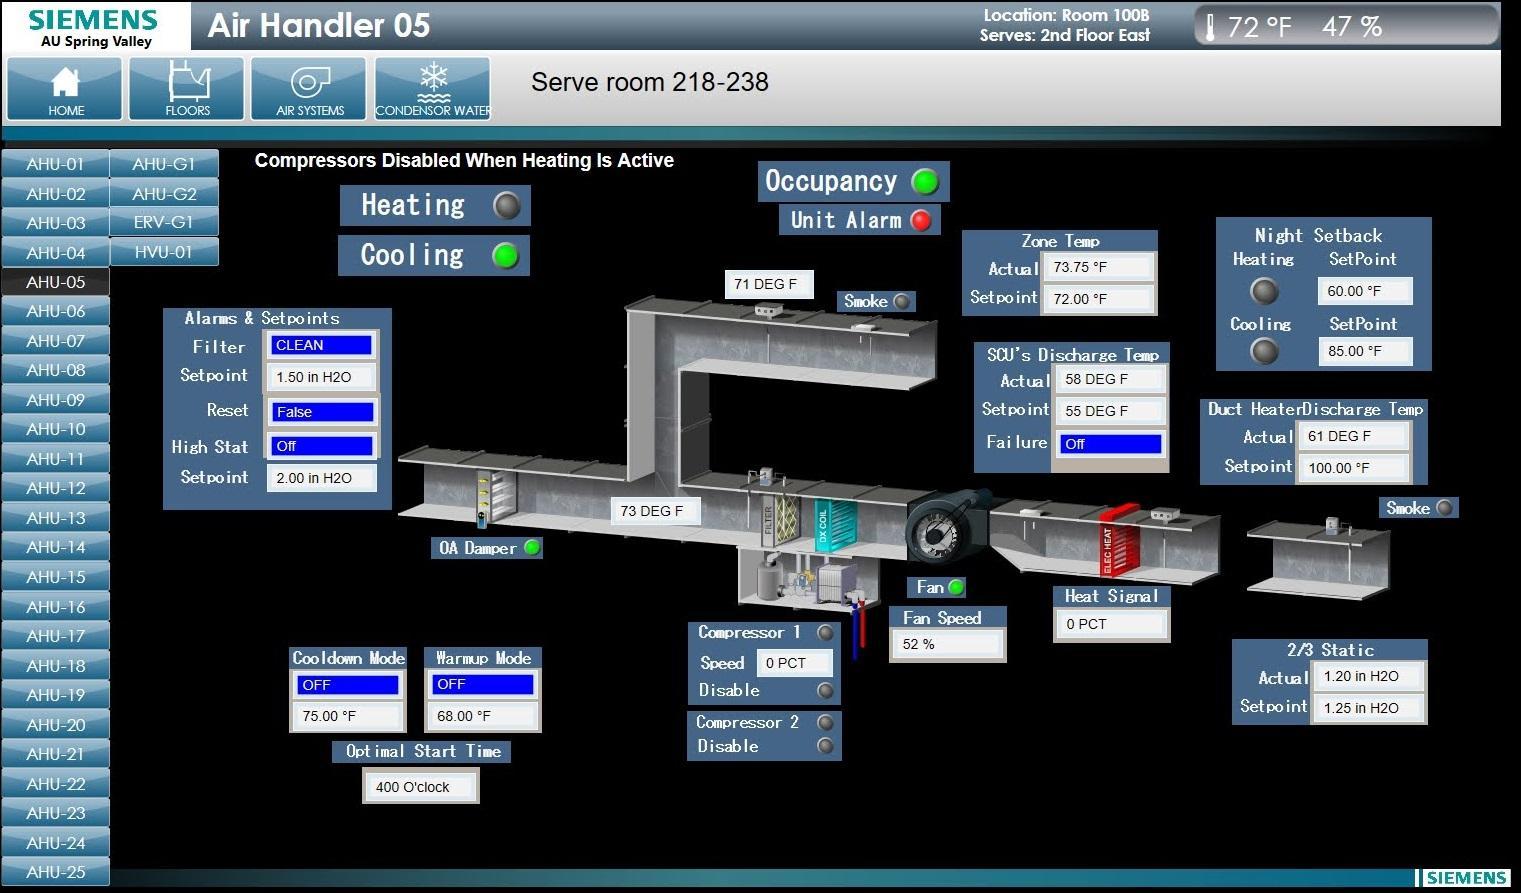 SIEMENS
AU Spring Valley
Air Handler 05
Location: Room 100B
Serves: 2nd Floor East
72 °F 47 %
HOME
FLOORS
AIR SYSTEMS
CONDENSOR WATER
Serve room 218-238
AHU-01
AHU-02
AHU-03
AHU-04
AHU-05
AHU-06
AHU-07
AHU-08
AHU-09
AHU-10
AHU-11
AHU-12
AHU-13
AHU-14
AHU-15
AHU-16
AHU-17
AHU-18
AHU-19
AHU-20
AHU-21
AHU-22
AHU-23
AHU-24
AHU-25
AHU-G1
AHU-G2
ERV-G1
HVU-01
Compressors Disabled When Heating Is Active
Heating
Cooling
Occupancy
Unit Alarm
Alarms & Setpoints
Filter CLEAN
Setpoint 1.50 in H2O
Reset False
High Stat Off
Setpoint 2.00 in H2O
71 DEG F
Smoke
73 DEG F
OA Damper
FILTER
DX COIL
ELEC HEAT
Zone Temp
Actual 73.75 °F
Setpoint 72.00 °F
SCU's Discharge Temp
Actual 58 DEG F
Setpoint 55 DEG F
Failure Off
Night Setback
Heating SetPoint
60.00 °F
Cooling SetPoint
85.00 °F
Duct HeaterDischarge Temp
Actual 61 DEG F
Setpoint 100.00 °F
Smoke
Fan
Fan Speed
52 %
Heat Signal
0 PCT
Compressor 1
Speed 0 PCT
Disable
Compressor 2
Disable
2/3 Static
Actual 1.20 in H2O
Setpoint 1.25 in H2O
Cooldown Mode
OFF
75.00 °F
Warmup Mode
OFF
68.00 °F
Optimal Start Time
400 O'clock
SIEMENS